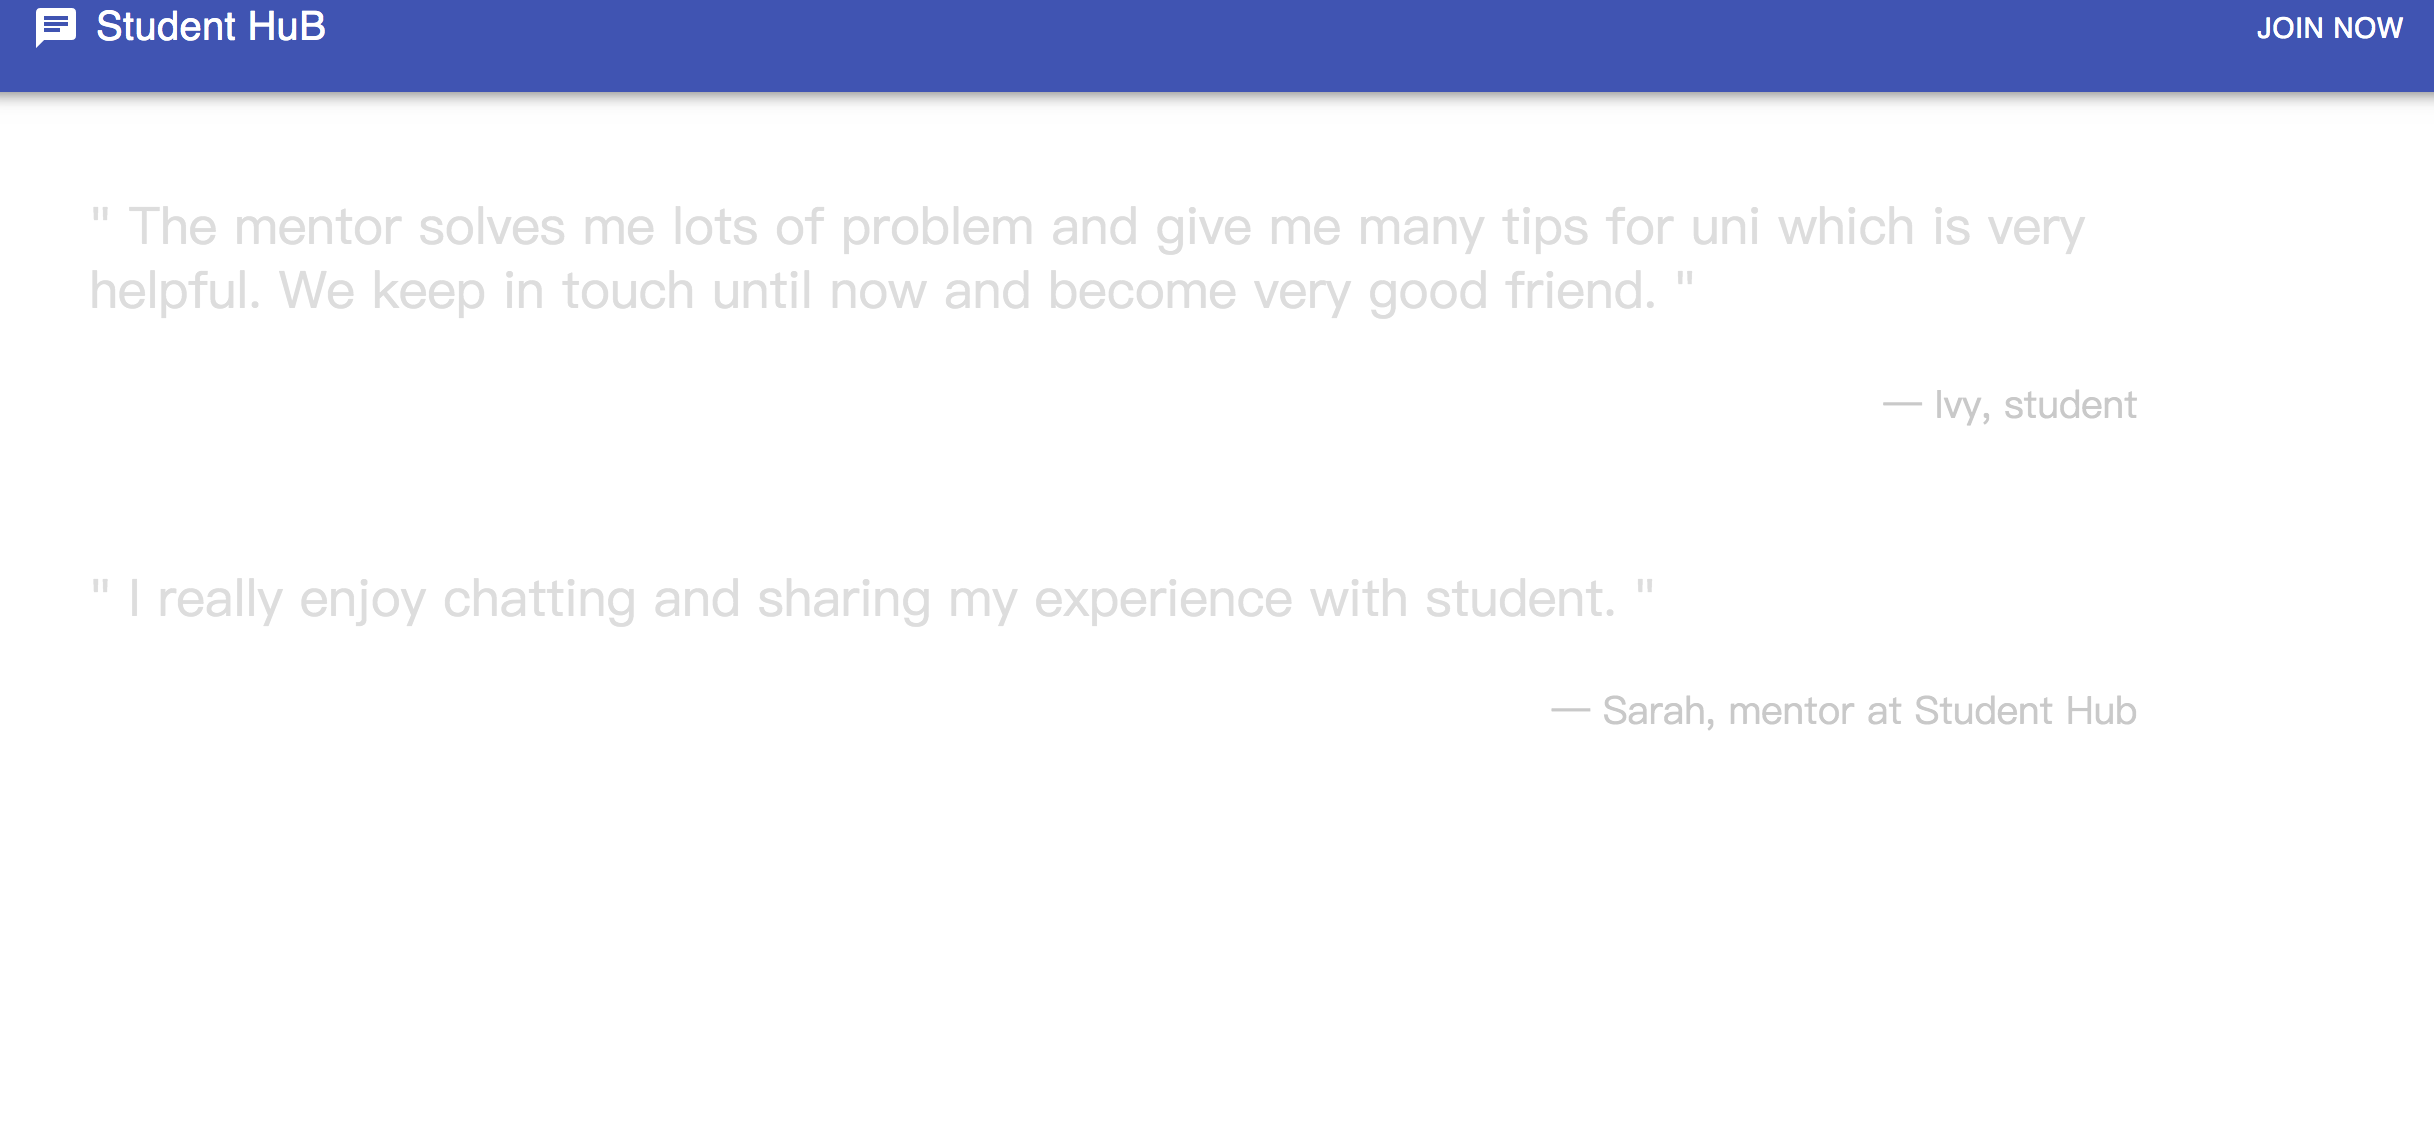 Student HuB
JOIN NOW
" The mentor solves me lots of problem and give me many tips for uni which is very
helpful. We keep in touch until now and become very good friend. "
— Ivy, student
" I really enjoy chatting and sharing my experience with student. "
— Sarah, mentor at Student Hub